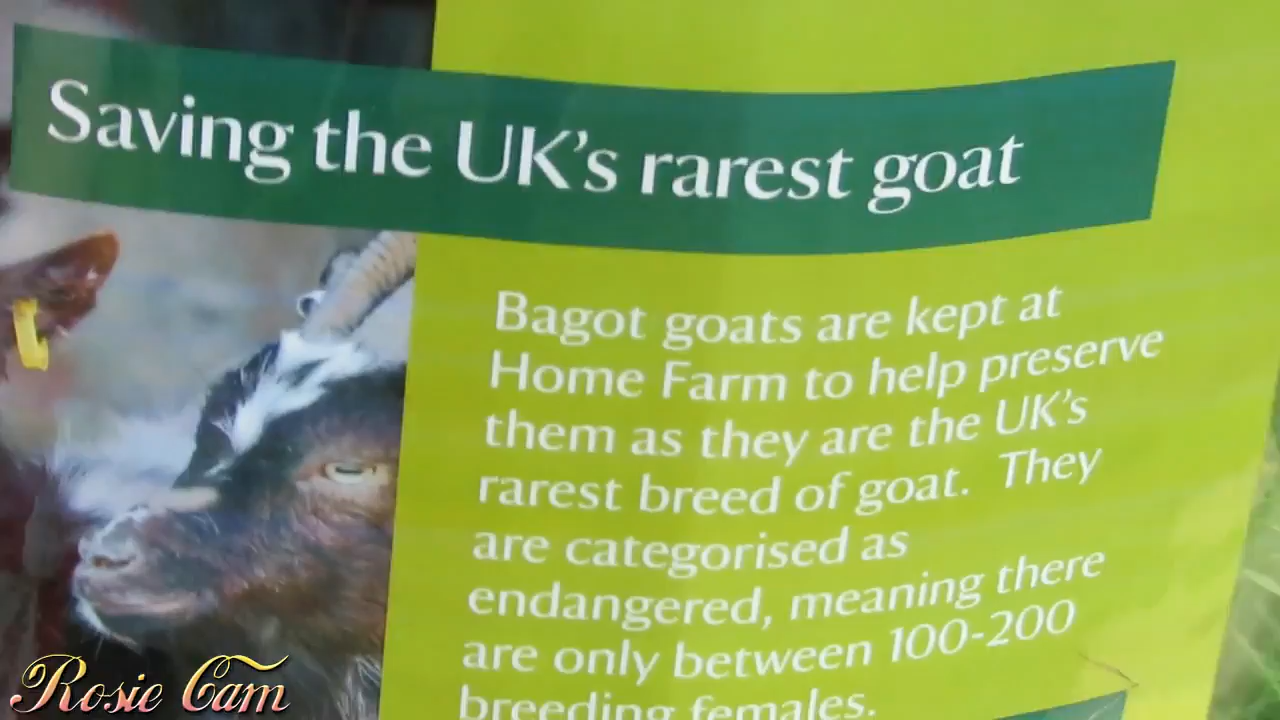 Saving the UK's rarest goat
Bagot goats are kept at
Home Farm to help preserve
them as they are the UK's
rarest breed of goat. They
are categorised as
endangered, meaning there
are only between 100-200
breeding females.
Rosie Cam